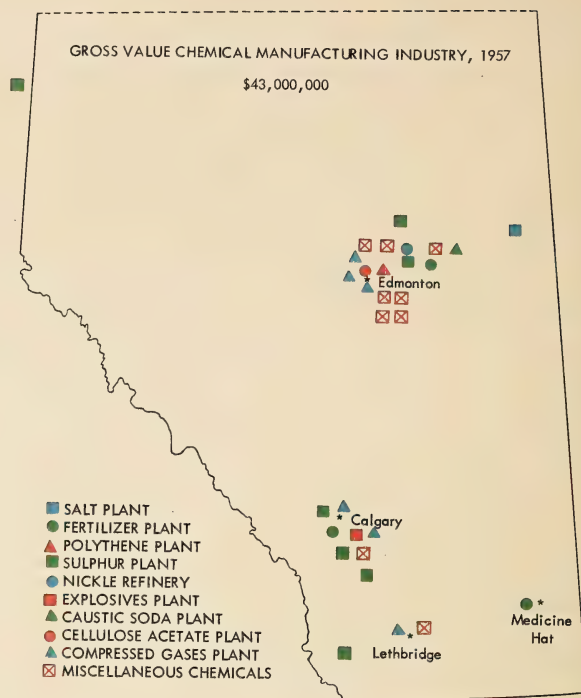 GROSS VALUE CHEMICAL MANUFACTURING INDUSTRY, 1957
$43,000,000
Edmonton
Calgary
Medicine
Hat
Lethbridge
SALT PLANT
FERTILIZER PLANT
POLYTHENE PLANT
SULPHUR PLANT
NICKLE REFINERY
EXPLOSIVES PLANT
CAUSTIC SODA PLANT
CELLULOSE ACETATE PLANT
COMPRESSED GASES PLANT
MISCELLANEOUS CHEMICALS